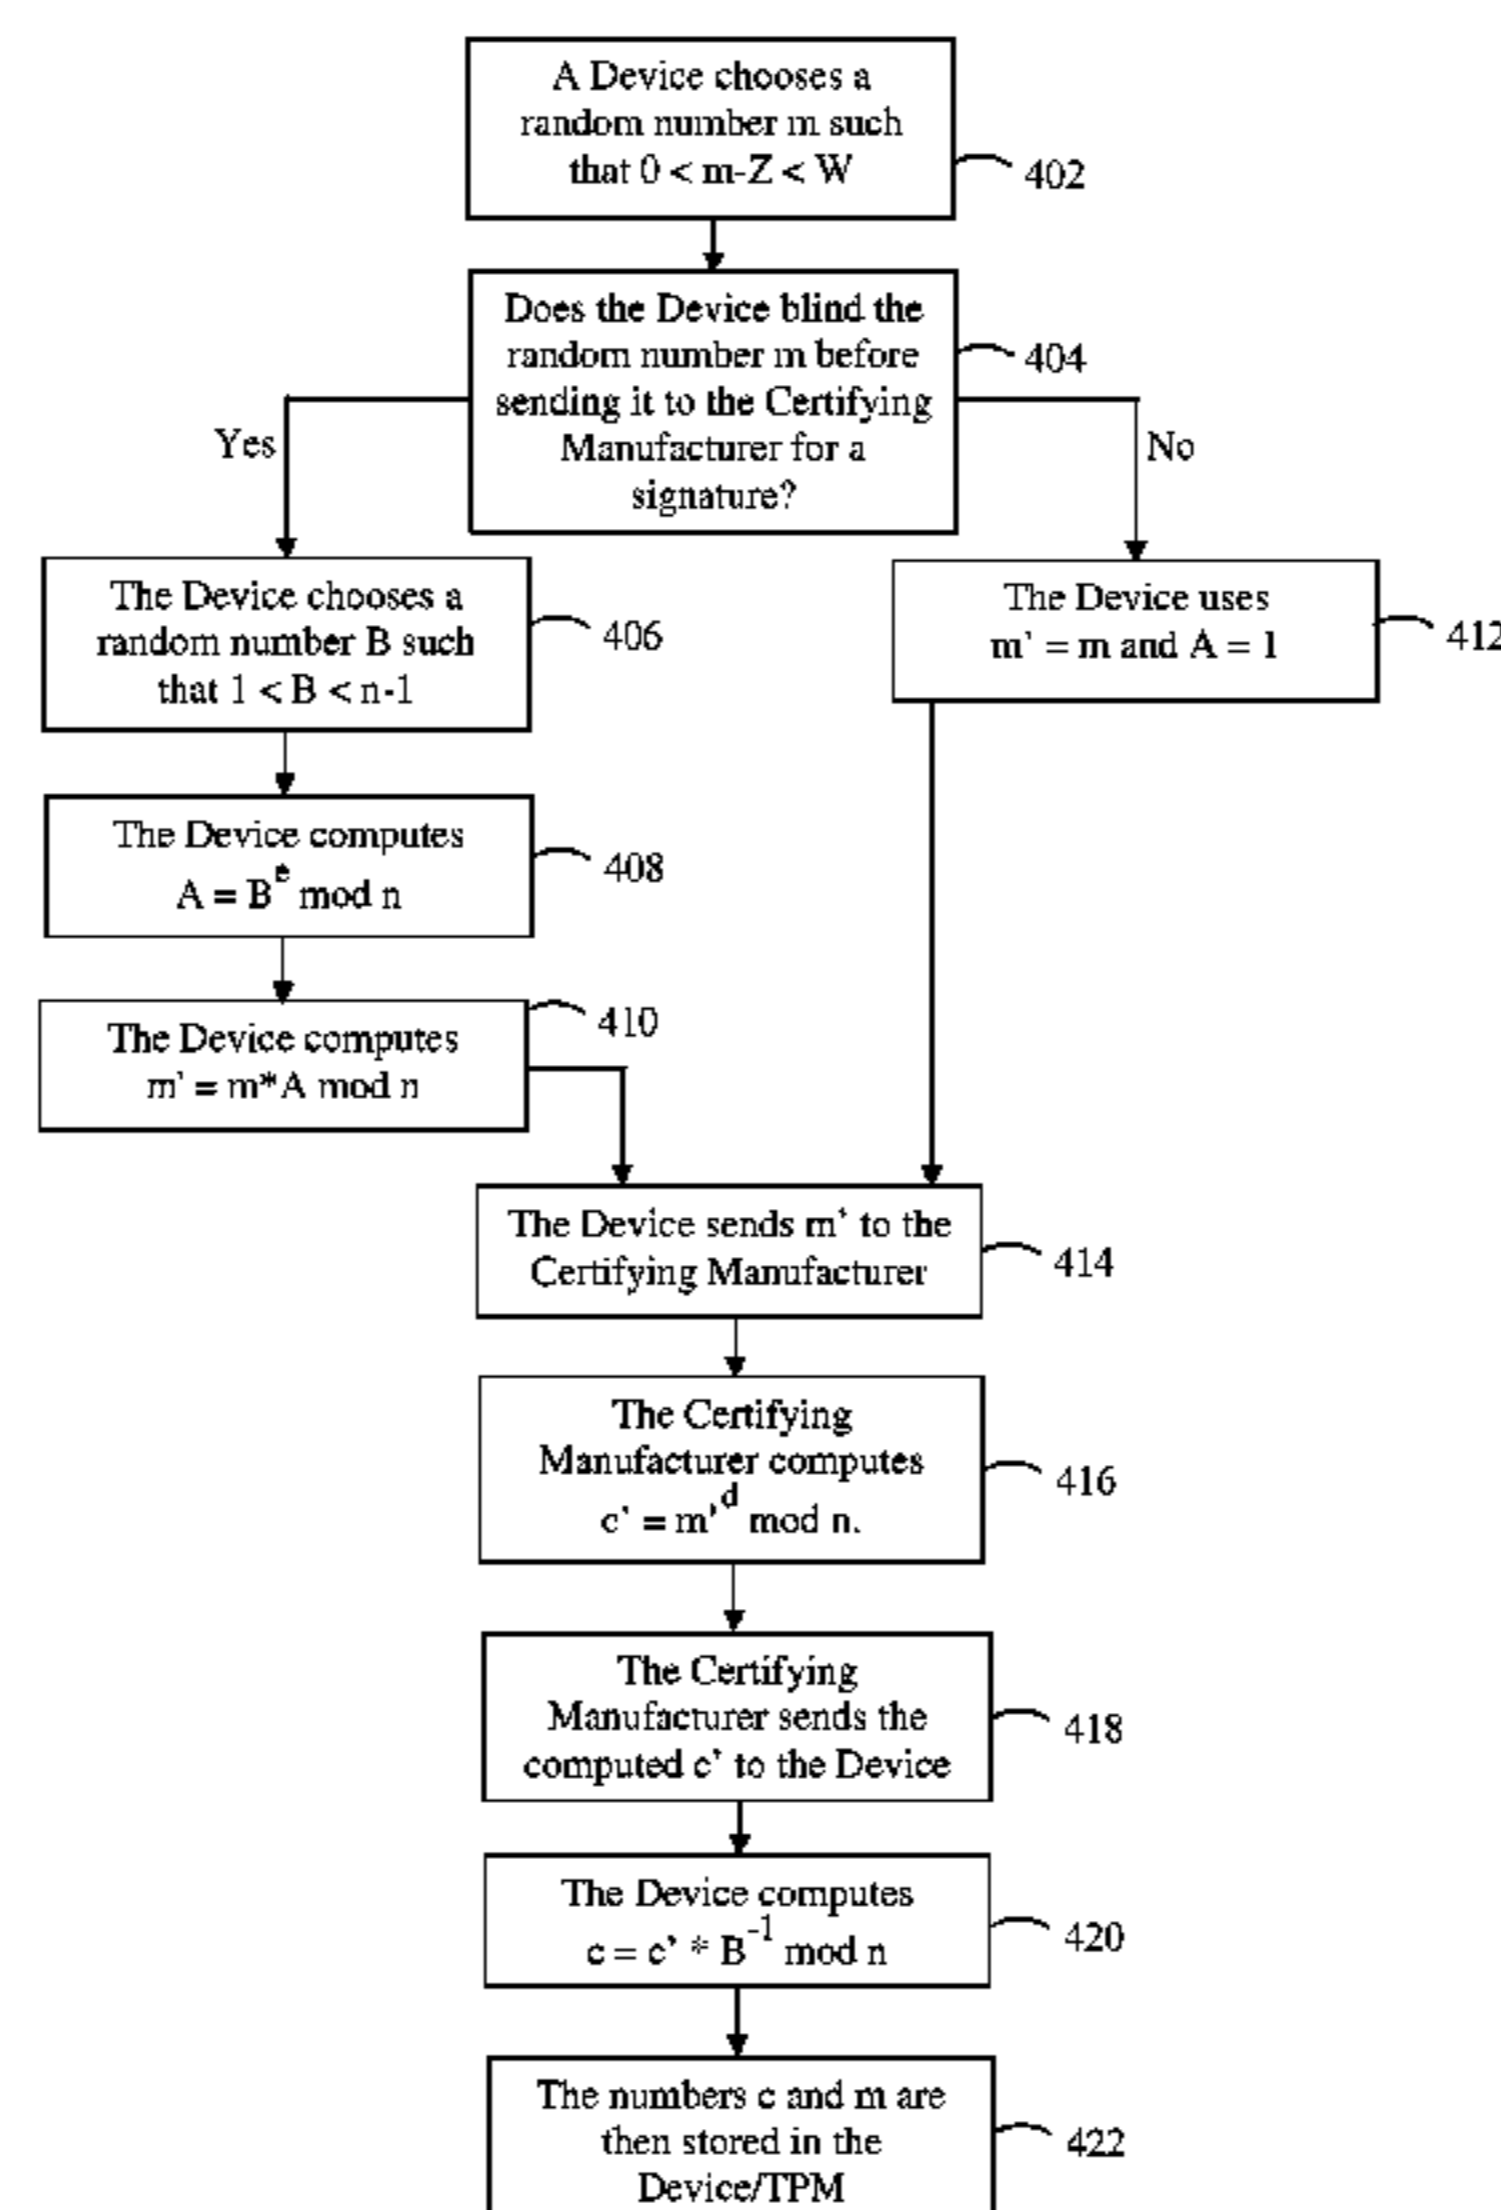 A Device chooses a
random number m such
that 0 < m-Z < W
402
Does the Device blind the
random number m before
sending it to the Certifying
Manufacturer for a
signature?
404
Yes
No
The Device chooses a
random number B such
that 1 < B < n-1
406
The Device uses
m' = m and A = 1
412
The Device computes
A = B^e mod n
408
The Device computes
m' = m*A mod n
410
The Device sends m' to the
Certifying Manufacturer
414
The Certifying
Manufacturer computes
c' = m'^d mod n.
416
The Certifying
Manufacturer sends the
computed c' to the Device
418
The Device computes
c = c' * B^-1 mod n
420
The numbers c and m are
then stored in the
Device/TPM
422